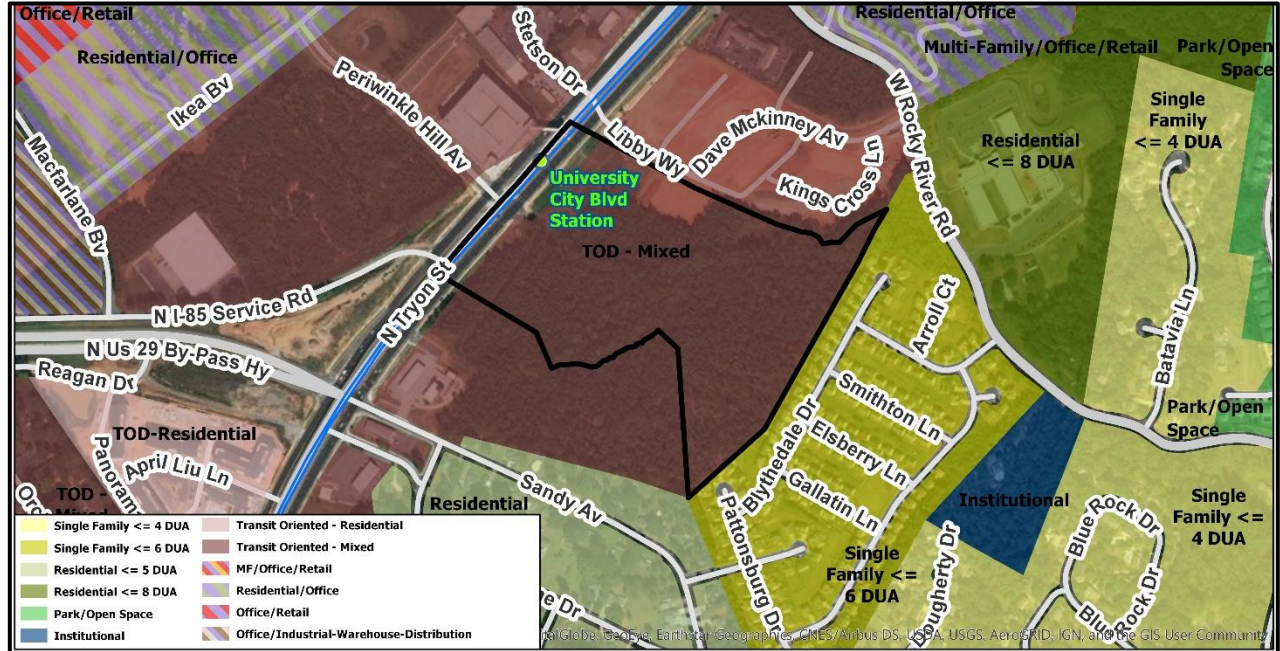 Office/Retail
Residential/Office
Ikea Bv
Macfarlane Bv
Periwinkle Hill Av
Stetson Dr
Residential/Office
Multi-Family/Office/Retail
Park/Open
Space
Single
Family
<= 4 DUA
Residential
<= 8 DUA
W Rocky River Rd
Libby Wy
Dave Mckinney Av
Kings Cross Ln
University
City Blvd
Station
TOD - Mixed
N Tryon St
N I-85 Service Rd
N Us 29 By-Pass Hy
Reagan Dr
TOD-Residential
Panorama
April Liu Ln
TOD -
Sandy Av
Residential
Arroll Ct
Smithton Ln
Elsberry Ln
Gallatin Ln
Blythedale Dr
Pattonsburg Dr
Batavia Ln
Park/Open
Space
Institutional
Single
Family <=
4 DUA
Blue Rock Dr
Single
Family <=
6 DUA
Dougherty Dr
Single Family <= 4 DUA
Single Family <= 6 DUA
Residential <= 5 DUA
Residential <= 8 DUA
Park/Open Space
Institutional
Transit Oriented - Residential
Transit Oriented - Mixed
MF/Office/Retail
Residential/Office
Office/Retail
Office/Industrial-Warehouse-Distribution
GeoEye, Earthstar Geographics, CNES/Airbus DS, USDA, USGS, AeroGRID, IGN, and the GIS User Community